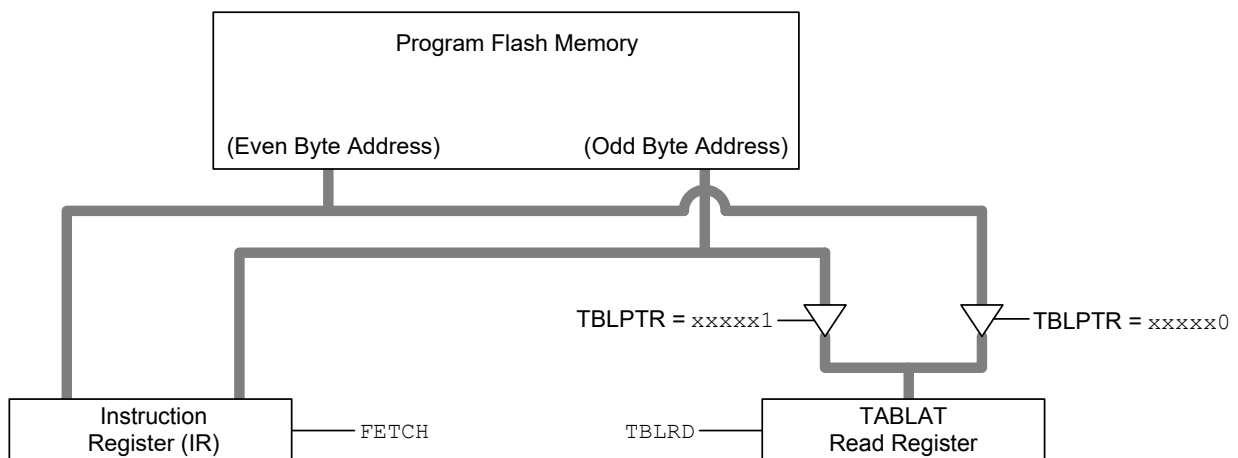 Program Flash Memory
(Even Byte Address) (Odd Byte Address)
TBLPTR = xxxxx1
TBLPTR = xxxxx0
Instruction
Register (IR)
FETCH
TBLRD
TABLAT
Read Register